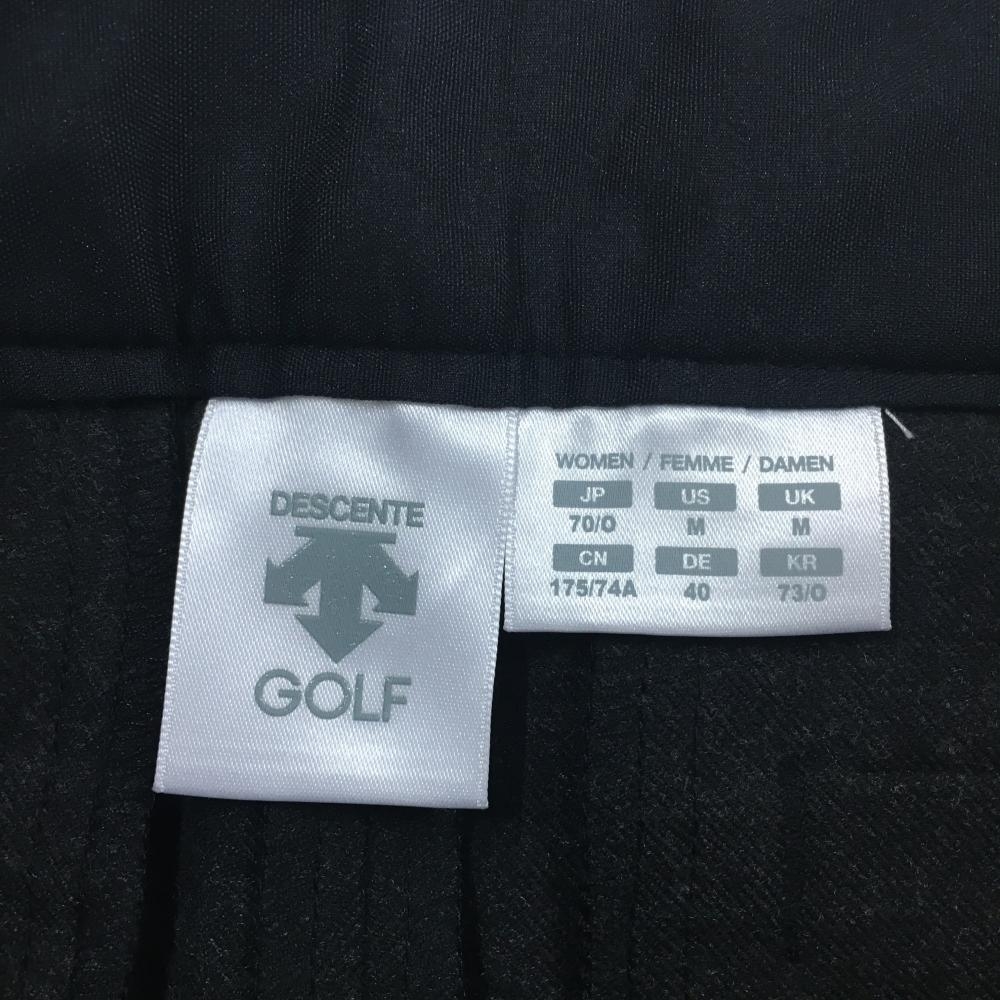 DESCENTE
GOLF
WOMEN / FEMME / DAMEN
JP US UK
70/O M M
CN DE KR
175/74A 40 73/O